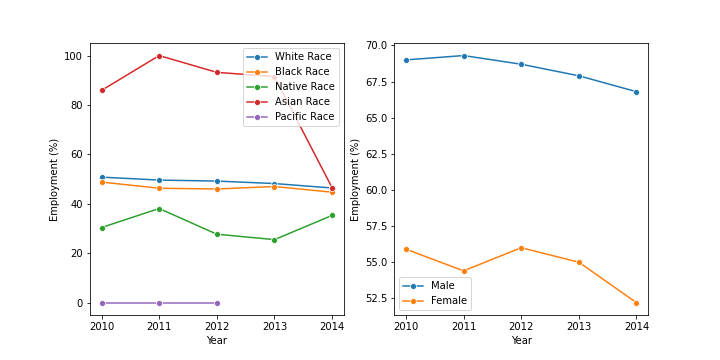 White Race
Black Race
Native Race
Asian Race
Pacific Race
100
80
60
40
20
0
Employment (%)
2010 2011 2012 2013 2014
Year
70.0
67.5
65.0
62.5
60.0
57.5
55.0
52.5
Employment (%)
Male
Female
2010 2011 2012 2013 2014
Year